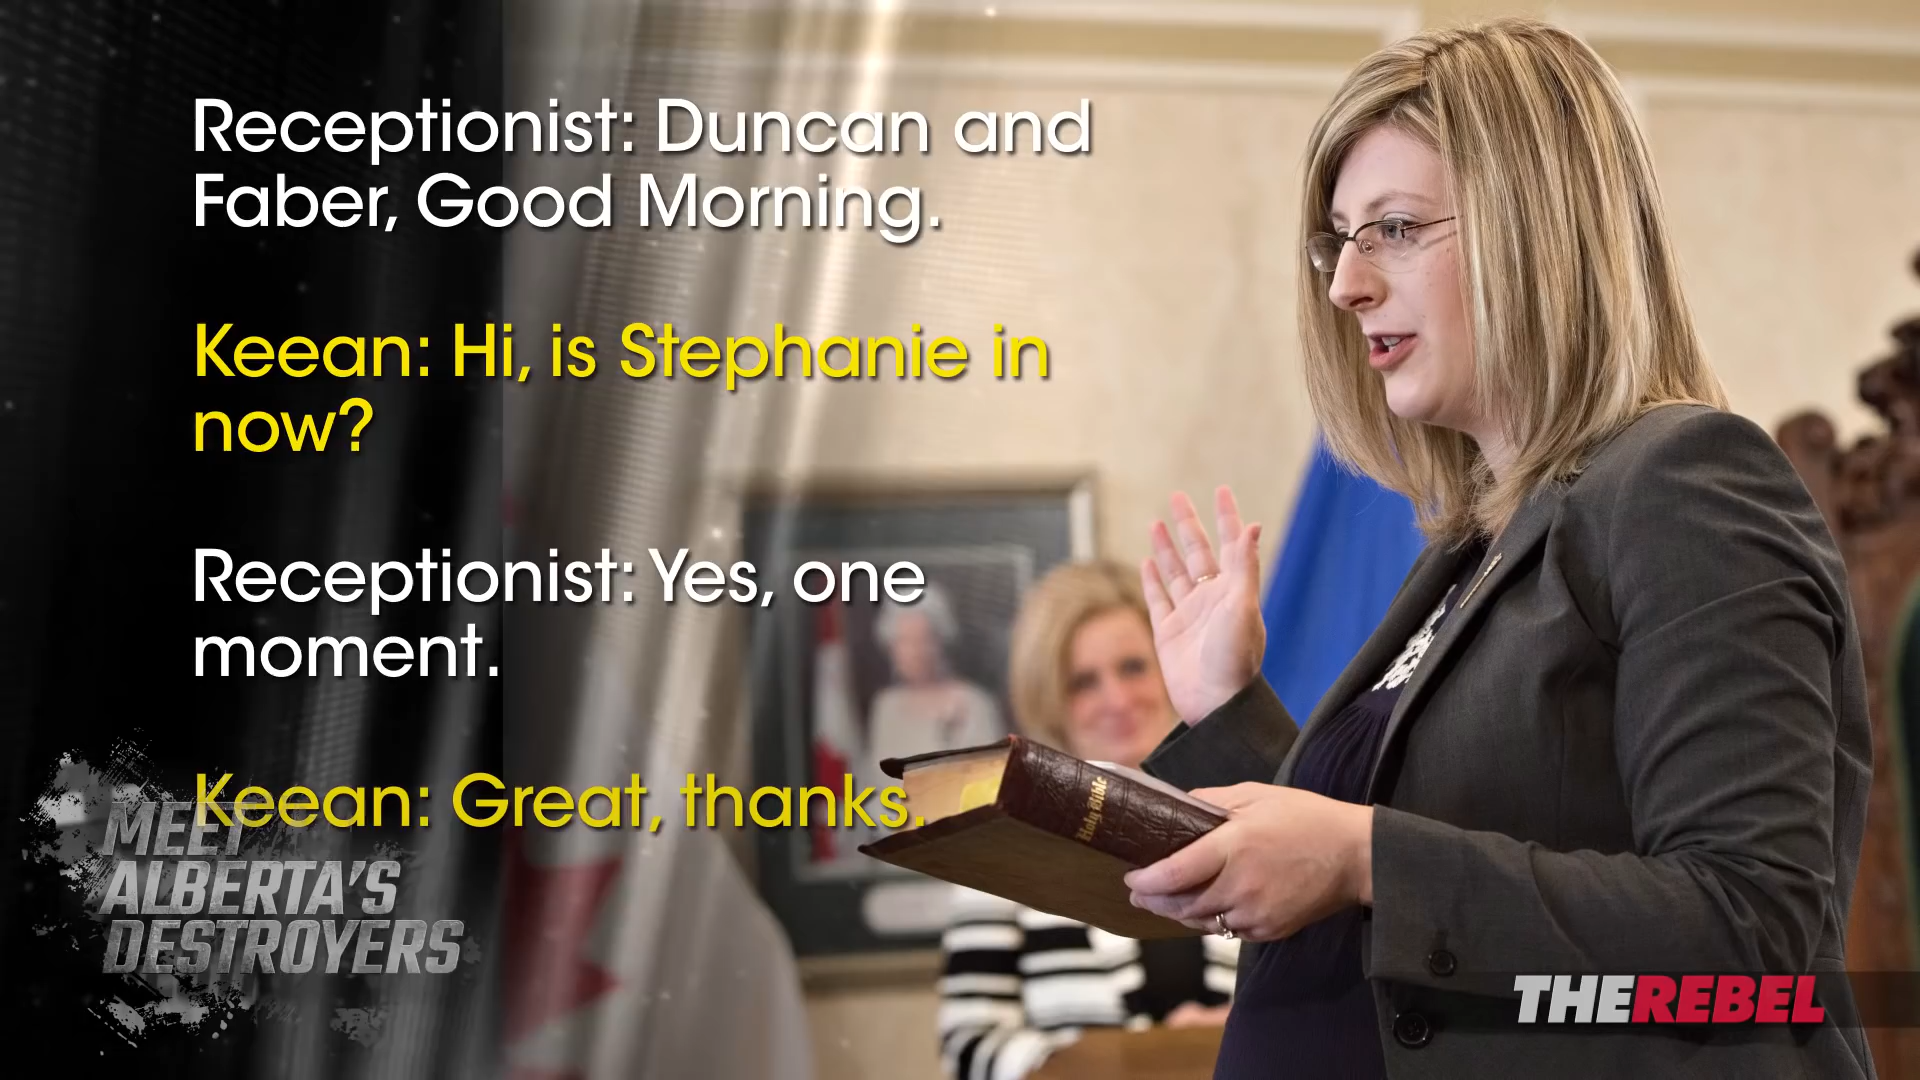 Receptionist: Duncan and
Faber, Good Morning.
Keean: Hi, is Stephanie in
now?
Receptionist: Yes, one
moment.
Keean: Great, thanks.
MEET
ALBERTA'S
DESTROYERS
Holy Bible
THEREBEL